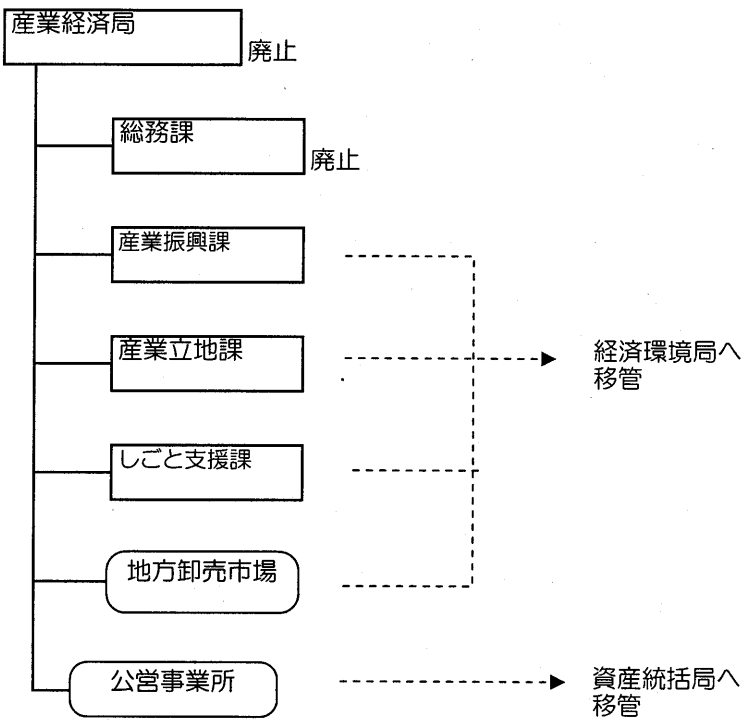 産業経済局
廃止
総務課
廃止
産業振興課
産業立地課
経済環境局へ
移管
しごと支援課
地方卸売市場
公営事業所
資産統括局へ
移管